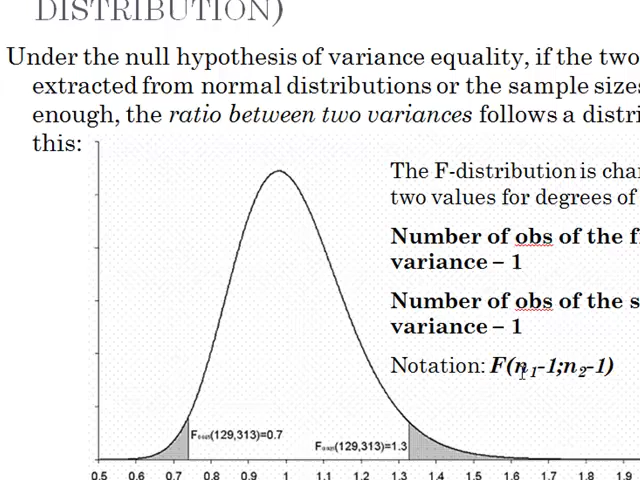 DISTRIBUTION)
Under the null hypothesis of variance equality, if the two
extracted from normal distributions or the sample sizes
enough, the ratio between two variances follows a distri
this:
The F-distribution is cha
two values for degrees of
Number of obs of the f
variance – 1
Number of obs of the s
variance – 1
Notation: F(n1-1;n2-1)
(129,313)=0.7
(129,313)=1.3
0.5 0.6 0.7 0.8 0.9 1 1.1 1.2 1.3 1.4 1.5 1.6 1.7 1.8 1.9